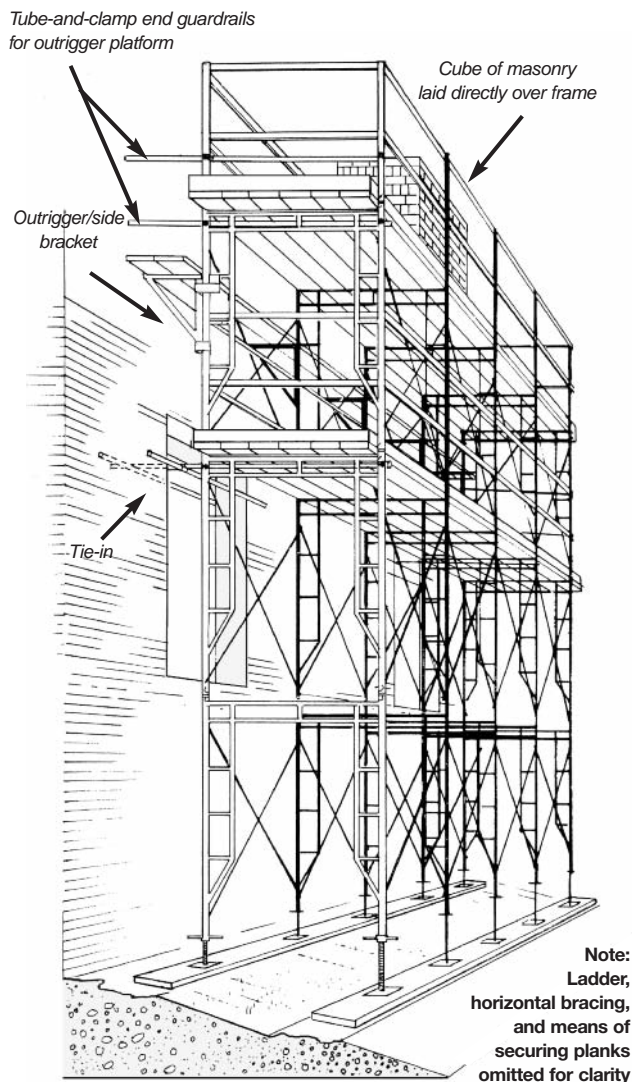 Tube-and-clamp end guardrails
for outrigger platform
Cube of masonry
laid directly over frame
Outrigger/side
bracket
Tie-in
Note:
Ladder,
horizontal bracing,
and means of
securing planks
omitted for clarity